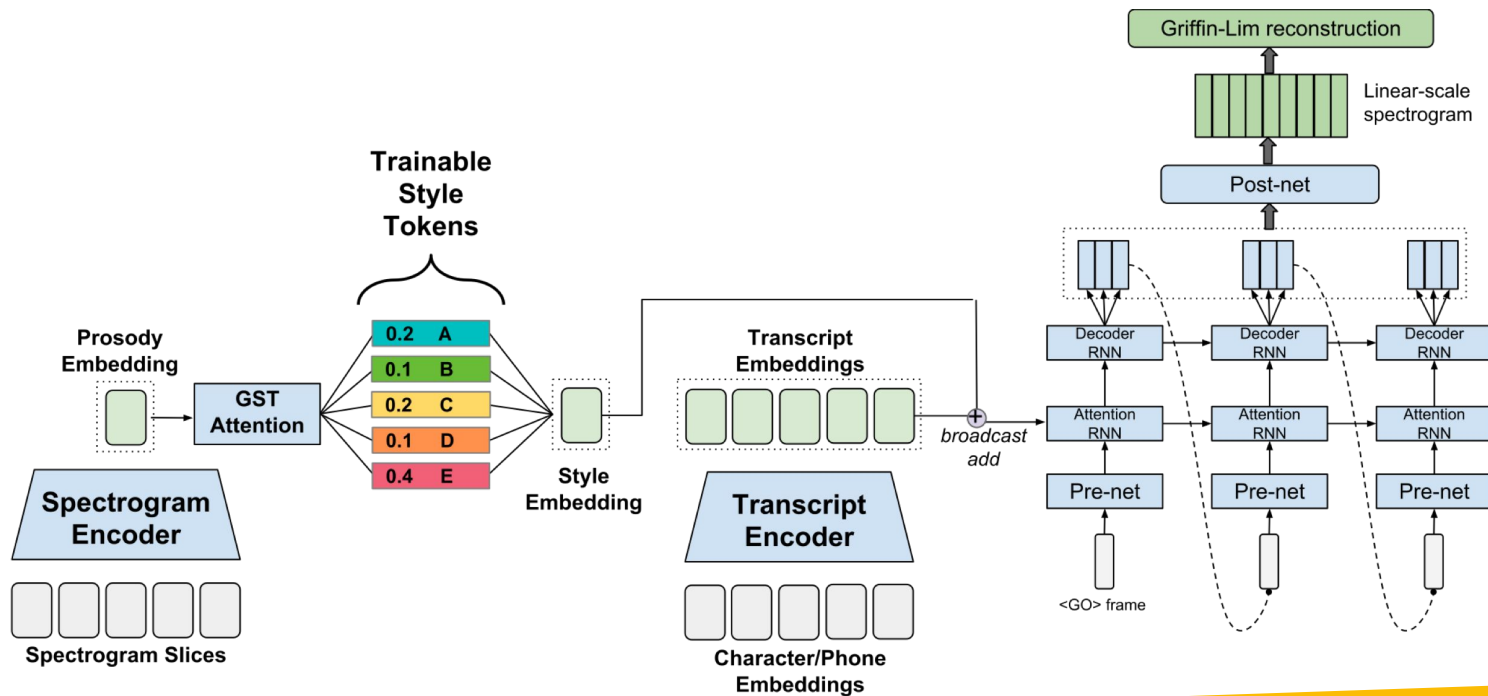 Griffin-Lim reconstruction
Linear-scale
spectrogram
Post-net
Trainable
Style
Tokens
Prosody
Embedding
GST
Attention
0.2 A
0.1 B
0.2 C
0.1 D
0.4 E
Style
Embedding
Spectrogram
Encoder
Spectrogram Slices
Transcript
Embeddings
+
broadcast
add
Transcript
Encoder
Character/Phone
Embeddings
Decoder
RNN
Decoder
RNN
Decoder
RNN
Attention
RNN
Attention
RNN
Attention
RNN
Pre-net
Pre-net
Pre-net
<GO> frame